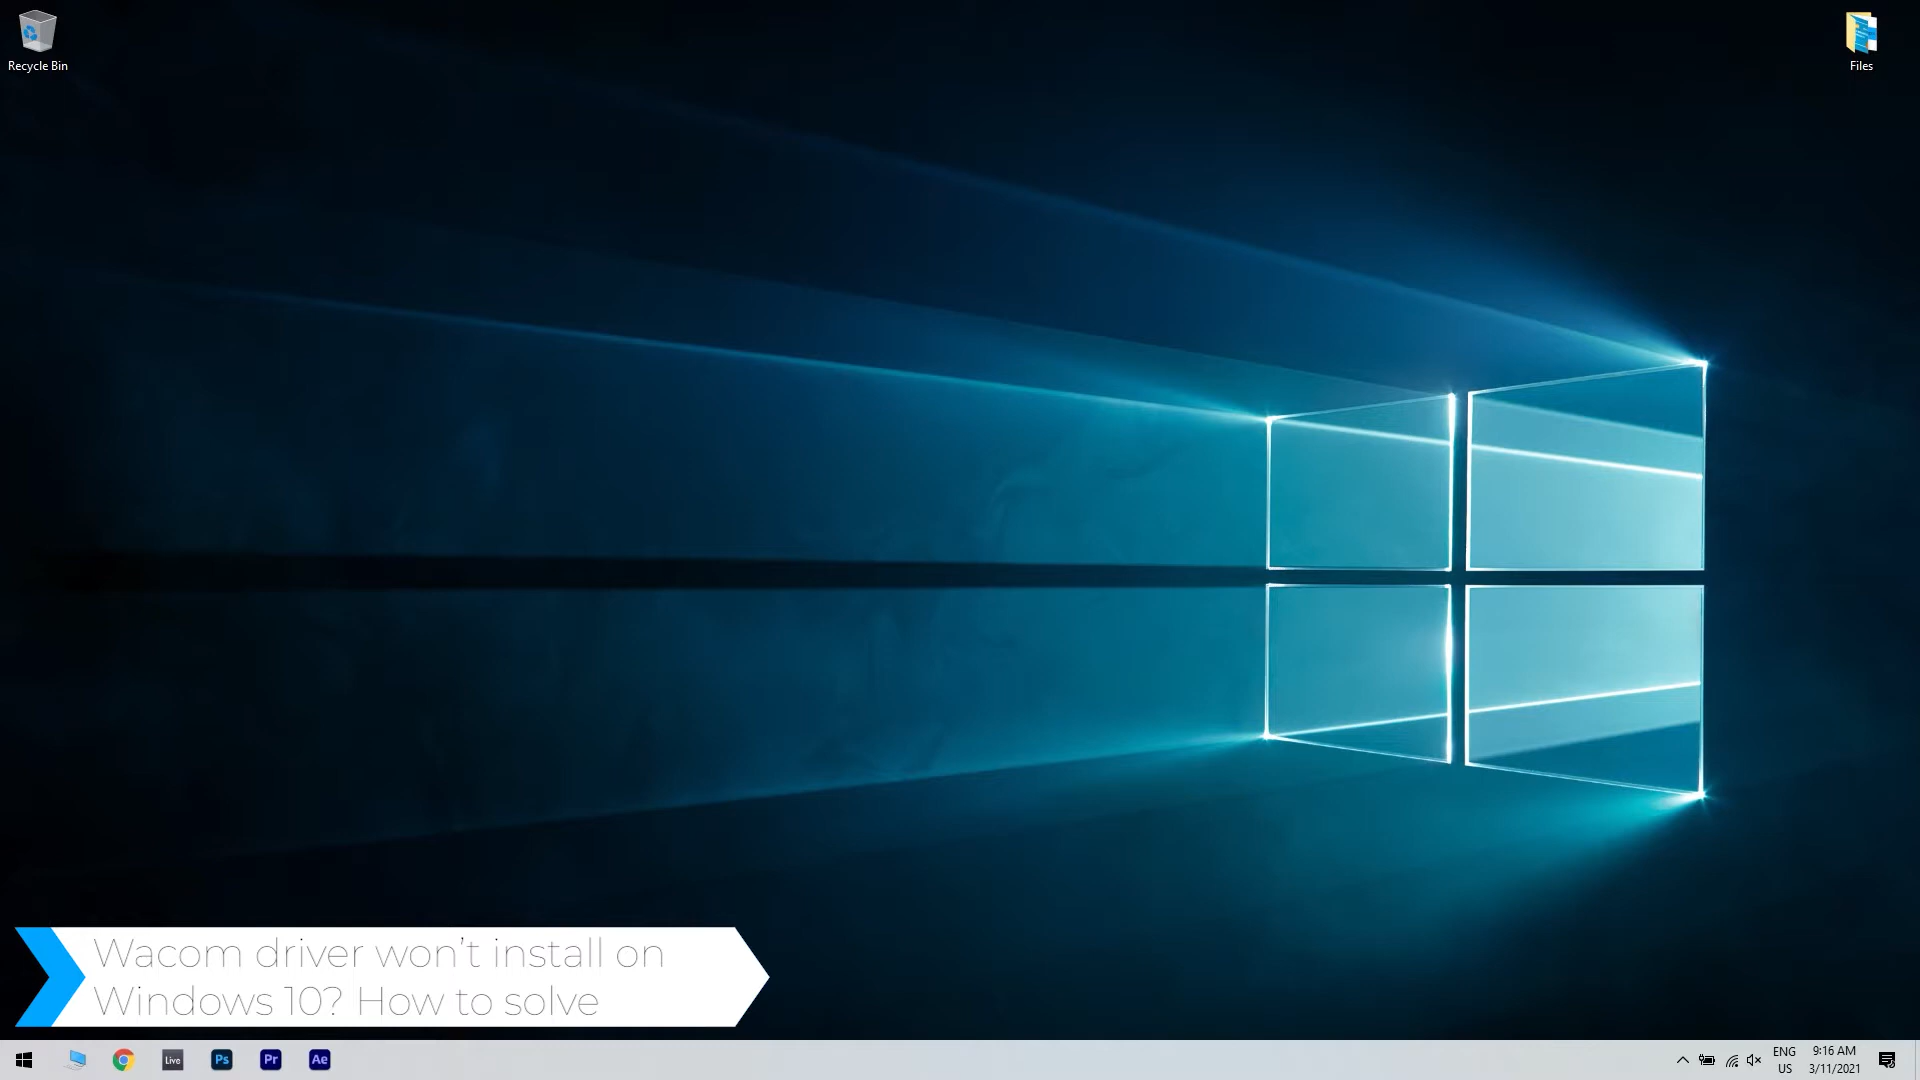 Recycle Bin
Files
Wacom driver won't install on
Windows 10? How to solve
Live
Ps
Pr
Ae
ENG
US
9:16 AM
3/11/2021